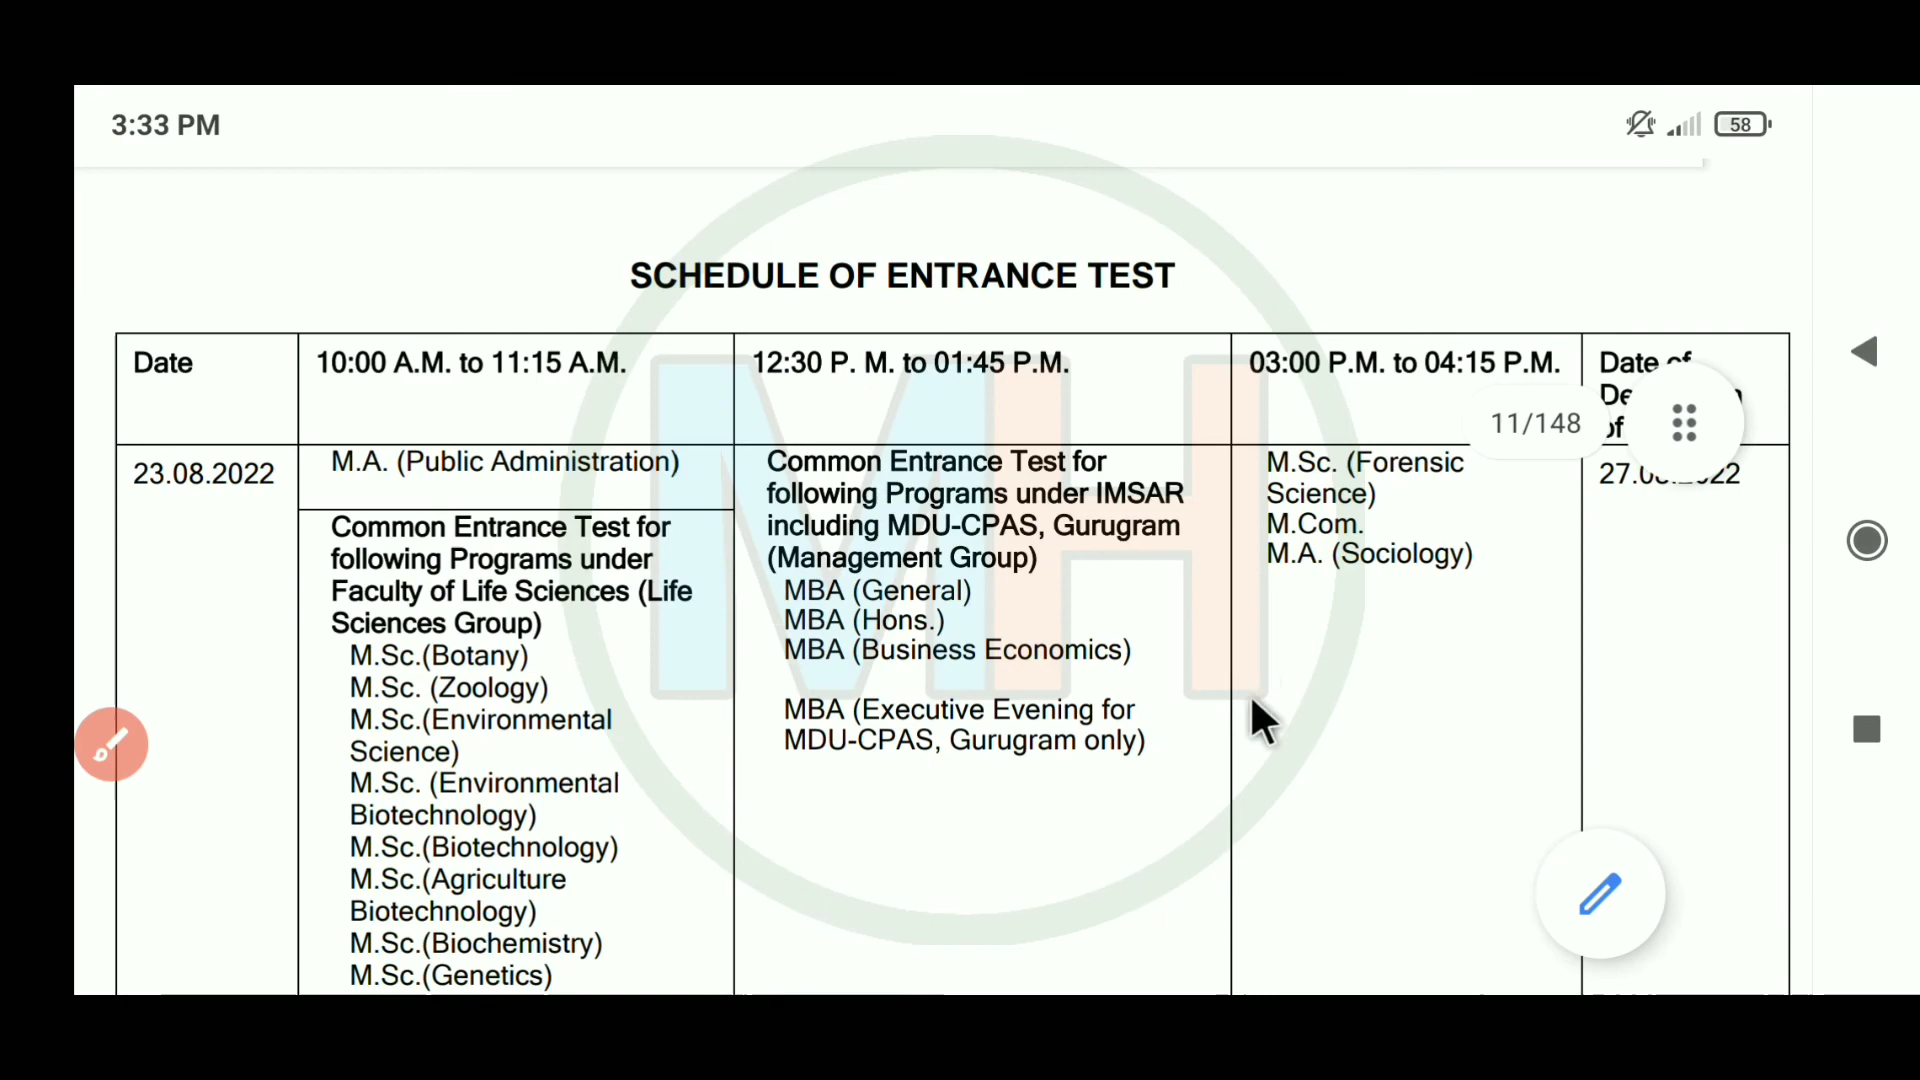 3:33 PM
58
SCHEDULE OF ENTRANCE TEST
Date
10:00 A.M. to 11:15 A.M.
12:30 P. M. to 01:45 P.M.
03:00 P.M. to 04:15 P.M.
Date of
of
11/148
23.08.2022
M.A. (Public Administration)
Common Entrance Test for
following Programs under
Faculty of Life Sciences (Life
Sciences Group)
M.Sc.(Botany)
M.Sc. (Zoology)
M.Sc.(Environmental
Science)
M.Sc. (Environmental
Biotechnology)
M.Sc.(Biotechnology)
M.Sc.(Agriculture
Biotechnology)
M.Sc.(Biochemistry)
M.Sc.(Genetics)
Common Entrance Test for
following Programs under IMSAR
including MDU-CPAS, Gurugram
(Management Group)
MBA (General)
MBA (Hons.)
MBA (Business Economics)
MBA (Executive Evening for
MDU-CPAS, Gurugram only)
M.Sc. (Forensic
Science)
M.Com.
M.A. (Sociology)
MH